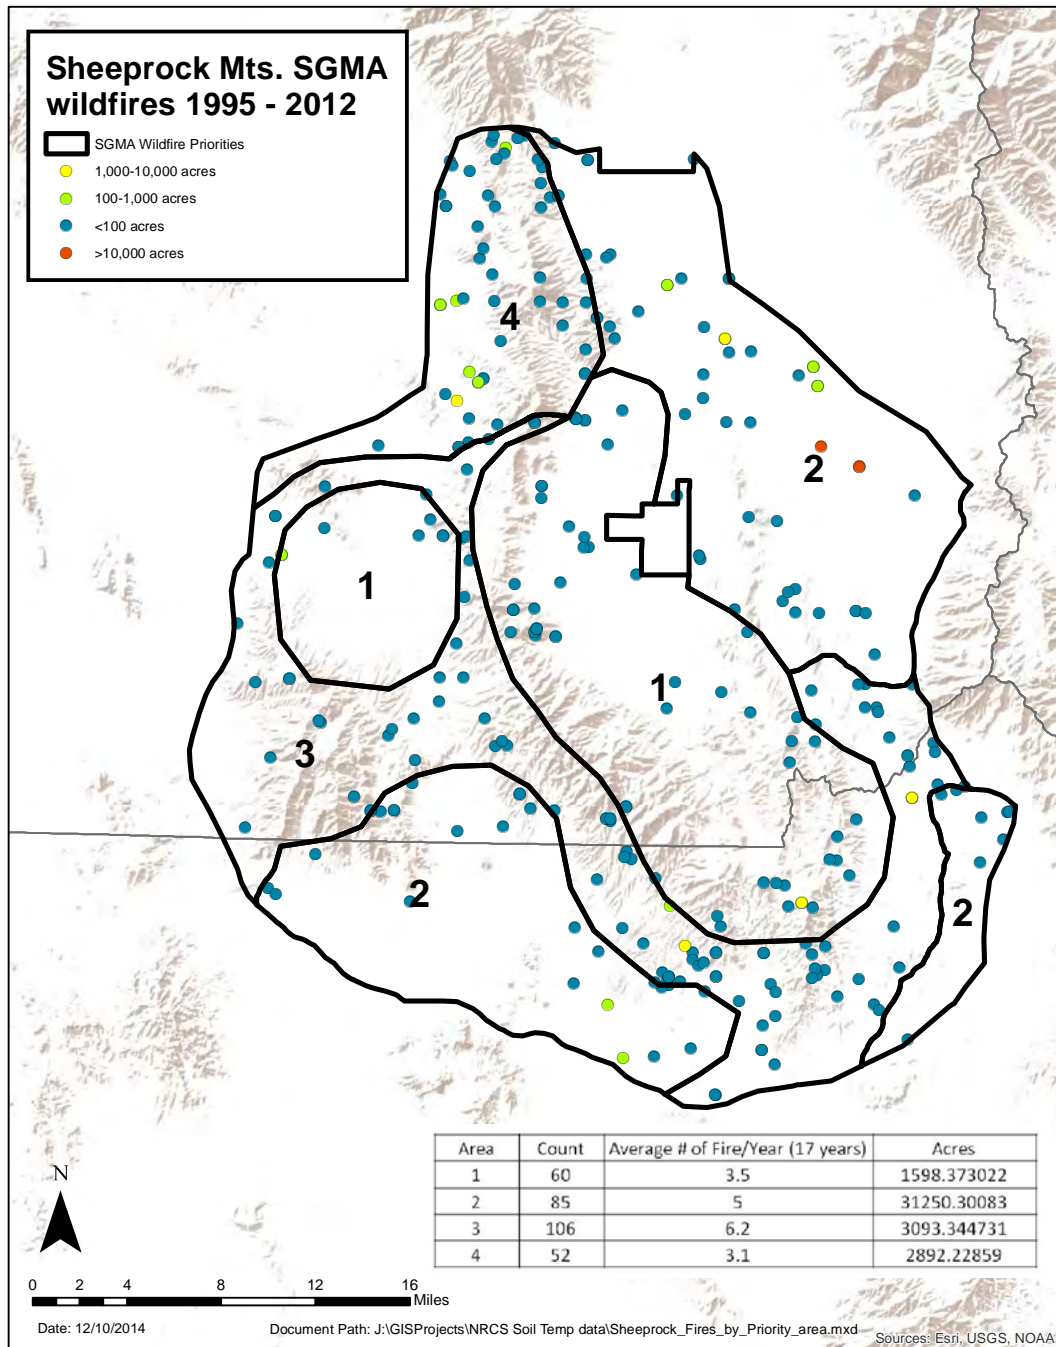 Sheeprock Mts. SGMA
wildfires 1995 - 2012
SGMA Wildfire Priorities
1,000-10,000 acres
100-1,000 acres
<100 acres
>10,000 acres
4
2
1
1
3
2
2
Area Count Average # of Fire/Year (17 years) Acres
1 60 3.5 1598.373022
2 85 5 31250.30083
3 106 6.2 3093.344731
4 52 3.1 2892.22859
N
0 2 4 8 12 16
Miles
Date: 12/10/2014 Document Path: J:\GISProjects\NRCS Soil Temp data\Sheeprock_Fires_by_Priority_area.mxd
Sources: Esri, USGS, NOAA